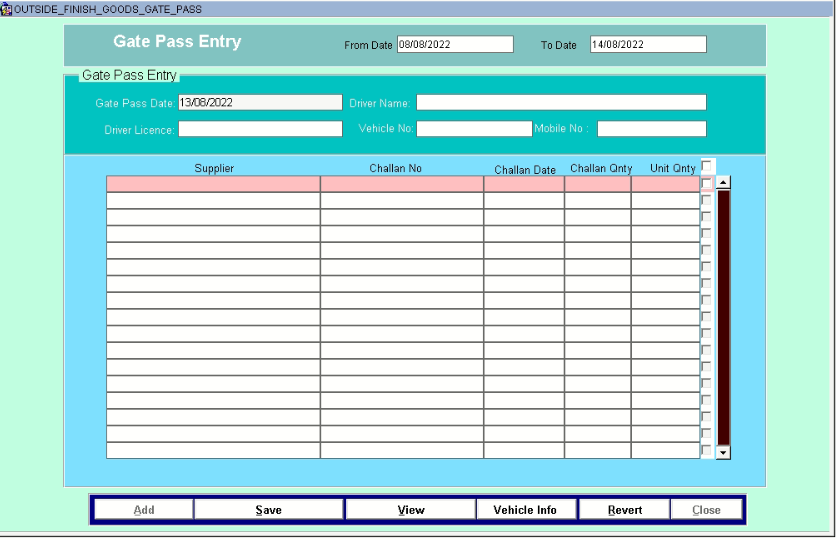 OUTSIDE_FINISH_GOODS_GATE_PASS
Gate Pass Entry From Date 08/08/2022 To Date 14/08/2022
Gate Pass Entry
Gate Pass Date: 13/08/2022 Driver Name:
Driver Licence: Vehicle No: Mobile No :
Supplier Challan No Challan Date Challan Qnty Unit Qnty
Add Save View Vehicle Info Revert Close